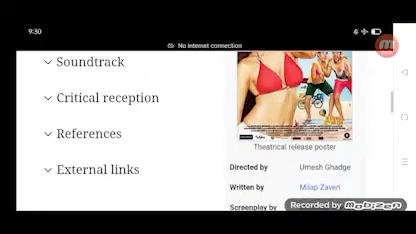 9:30
No internet connection
Soundtrack
Critical reception
References
External links
Theatrical release poster
Directed by Umesh Ghadge
Written by Milap Zaveri
Screenplay by
Recorded by
MOBIZEN